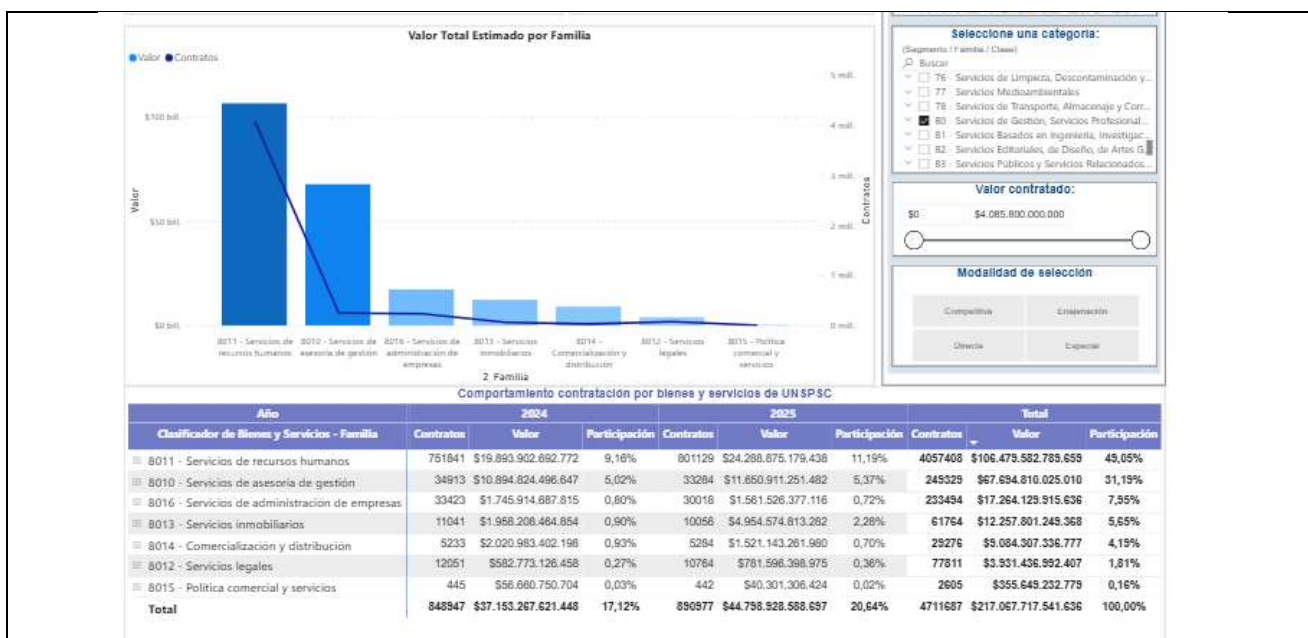 Valor Total Estimado por Familia
Valor Contratos
$100 bill.
$50 bill.
$0 bill.
Valor
5 mill.
4 mill.
3 mill.
2 mill.
1 mill.
0 mill.
Contratos
8011 - Servicios de recursos humanos
8010 - Servicios de asesoría de gestión
8016 - Servicios de administración de empresas
8013 - Servicios inmobiliarios
8014 - Comercialización y distribución
8012 - Servicios legales
8015 - Política comercial y servicios
2_Familia
Seleccione una categoría:
(Segmento / Familia / Clase)
Buscar
76 - Servicios de Limpieza, Descontaminación y...
77 - Servicios Medioambientales
78 - Servicios de Transporte, Almacenaje y Corr...
80 - Servicios de Gestión, Servicios Profesional...
81 - Servicios Basados en Ingeniería, Investigac...
82 - Servicios Editoriales, de Diseño, de Artes G...
83 - Servicios Públicos y Servicios Relacionados...
Valor contratado:
$0 $4.085.800.000.000
Modalidad de selección
Competitiva Enajenación
Directa Especial
Comportamiento contratación por bienes y servicios de UNSPSC
Año 2024 2025 Total
Clasificador de Bienes y Servicios - Familia Contratos Valor Participación Contratos Valor Participación Contratos Valor Participación
8011 - Servicios de recursos humanos 751841 $19.893.902.692.772 9,16% 801129 $24.288.875.179.438 11,19% 4057408 $106.479.582.789.659 49,05%
8010 - Servicios de asesoría de gestión 34913 $10.894.824.496.647 5,02% 33284 $11.650.911.251.482 5,37% 249329 $67.694.810.025.010 31,19%
8016 - Servicios de administración de empresas 33423 $1.745.914.687.815 0,80% 30018 $1.561.526.377.116 0,72% 233494 $17.264.129.915.636 7,95%
8013 - Servicios inmobiliarios 11041 $1.958.208.464.854 0,90% 10056 $4.954.574.813.282 2,28% 61764 $12.257.801.249.368 5,65%
8014 - Comercialización y distribución 5233 $2.020.983.402.198 0,93% 5284 $1.521.143.261.980 0,70% 29276 $9.084.307.336.777 4,19%
8012 - Servicios legales 12051 $582.773.126.458 0,27% 10764 $781.596.398.975 0,36% 77811 $3.931.436.992.407 1,81%
8015 - Política comercial y servicios 445 $56.660.750.704 0,03% 442 $40.301.306.424 0,02% 2605 $355.649.232.779 0,16%
Total 848947 $37.153.267.621.448 17,12% 890977 $44.798.928.588.697 20,64% 4711687 $217.067.717.541.636 100,00%